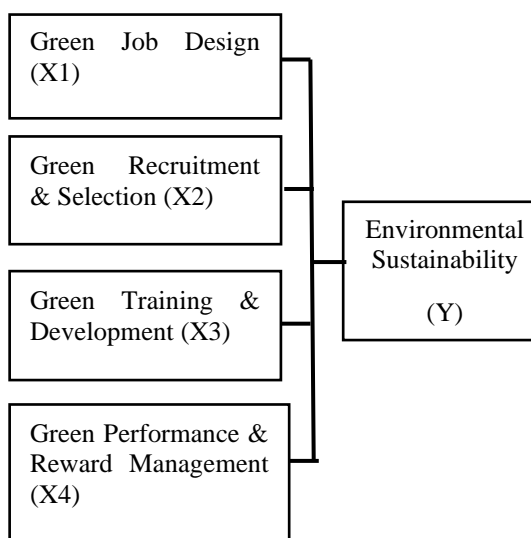 Green Job Design
(X1)
Green Recruitment
& Selection (X2)
Green Training &
Development (X3)
Green Performance &
Reward Management
(X4)
Environmental
Sustainability
(Y)